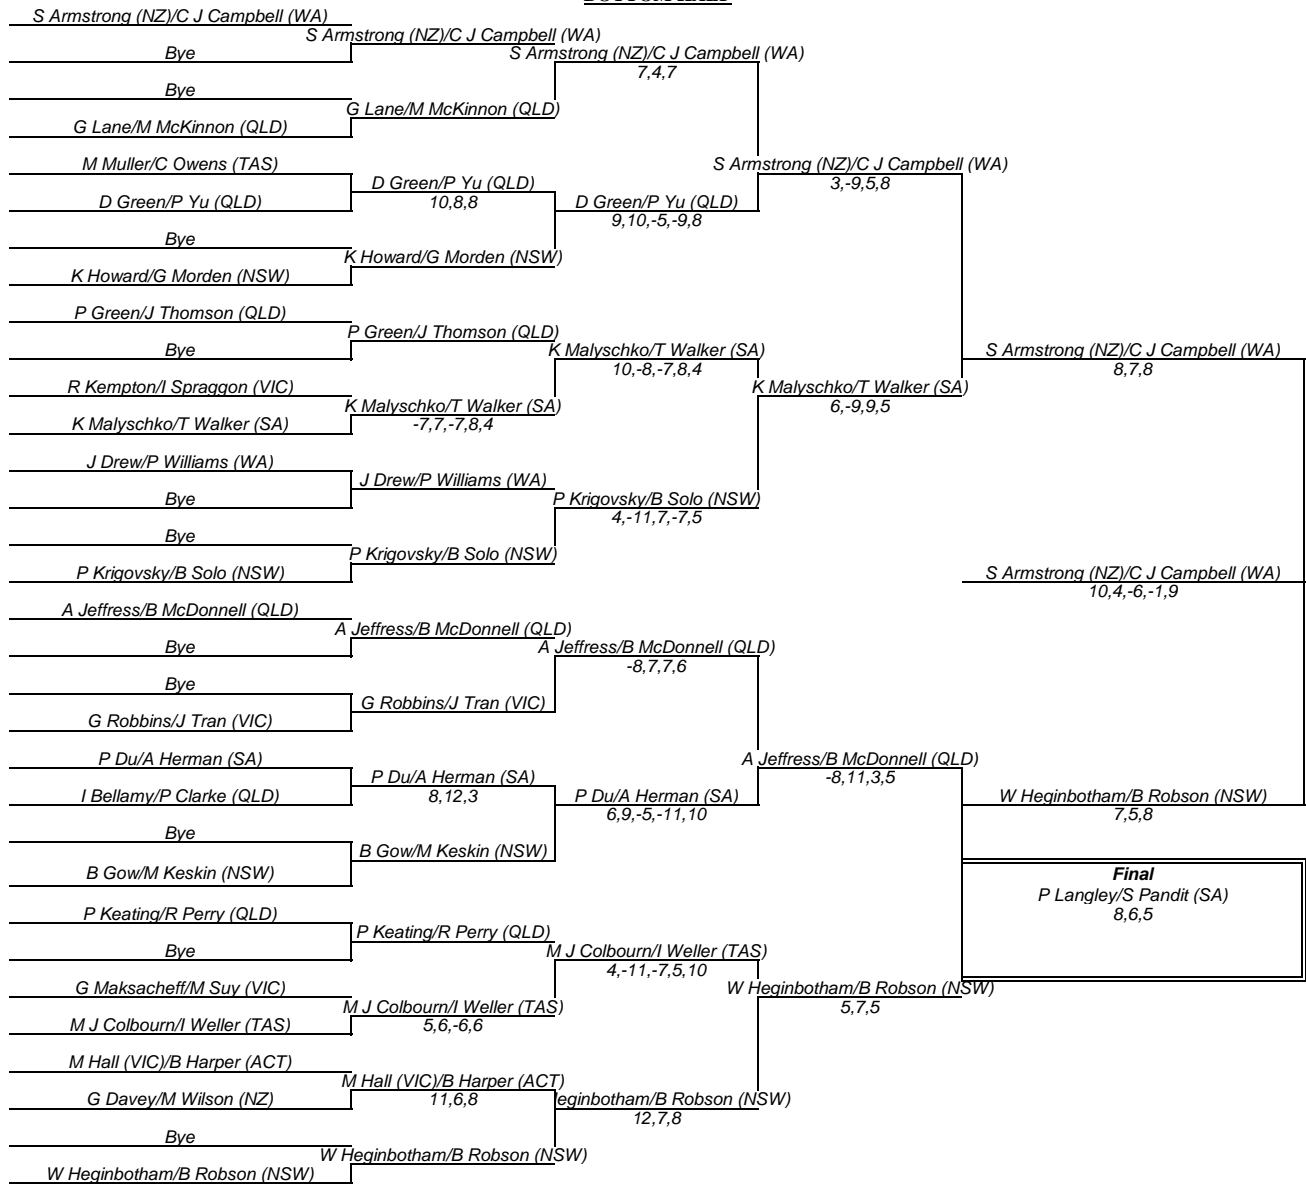 S Armstrong (NZ)/C J Campbell (WA)
S Armstrong (NZ)/C J Campbell (WA)
Bye
S Armstrong (NZ)/C J Campbell (WA)
7,4,7
Bye
G Lane/M McKinnon (QLD)
G Lane/M McKinnon (QLD)
M Muller/C Owens (TAS)
S Armstrong (NZ)/C J Campbell (WA)
3,-9,5,8
D Green/P Yu (QLD)
10,8,8
D Green/P Yu (QLD)
D Green/P Yu (QLD)
9,10,-5,-9,8
Bye
K Howard/G Morden (NSW)
K Howard/G Morden (NSW)
P Green/J Thomson (QLD)
P Green/J Thomson (QLD)
Bye
K Malyschko/T Walker (SA)
10,-8,-7,8,4
S Armstrong (NZ)/C J Campbell (WA)
8,7,8
R Kempton/I Spraggon (VIC)
K Malyschko/T Walker (SA)
6,-9,9,5
K Malyschko/T Walker (SA)
-7,7,-7,8,4
K Malyschko/T Walker (SA)
J Drew/P Williams (WA)
J Drew/P Williams (WA)
Bye
P Krigovsky/B Solo (NSW)
4,-11,7,-7,5
Bye
P Krigovsky/B Solo (NSW)
P Krigovsky/B Solo (NSW)
S Armstrong (NZ)/C J Campbell (WA)
10,4,-6,-1,9
A Jeffress/B McDonnell (QLD)
A Jeffress/B McDonnell (QLD)
Bye
A Jeffress/B McDonnell (QLD)
-8,7,7,6
Bye
G Robbins/J Tran (VIC)
G Robbins/J Tran (VIC)
P Du/A Herman (SA)
A Jeffress/B McDonnell (QLD)
-8,11,3,5
P Du/A Herman (SA)
8,12,3
I Bellamy/P Clarke (QLD)
P Du/A Herman (SA)
6,9,-5,-11,10
W Heginbotham/B Robson (NSW)
7,5,8
Bye
B Gow/M Keskin (NSW)
B Gow/M Keskin (NSW)
Final
P Langley/S Pandit (SA)
8,6,5
P Keating/R Perry (QLD)
P Keating/R Perry (QLD)
Bye
M J Colbourn/I Weller (TAS)
4,-11,-7,5,10
G Maksacheff/M Suy (VIC)
W Heginbotham/B Robson (NSW)
5,7,5
M J Colbourn/I Weller (TAS)
5,6,-6,6
M J Colbourn/I Weller (TAS)
M Hall (VIC)/B Harper (ACT)
M Hall (VIC)/B Harper (ACT)
11,6,8
G Davey/M Wilson (NZ)
eginbotham/B Robson (NSW)
12,7,8
Bye
W Heginbotham/B Robson (NSW)
W Heginbotham/B Robson (NSW)